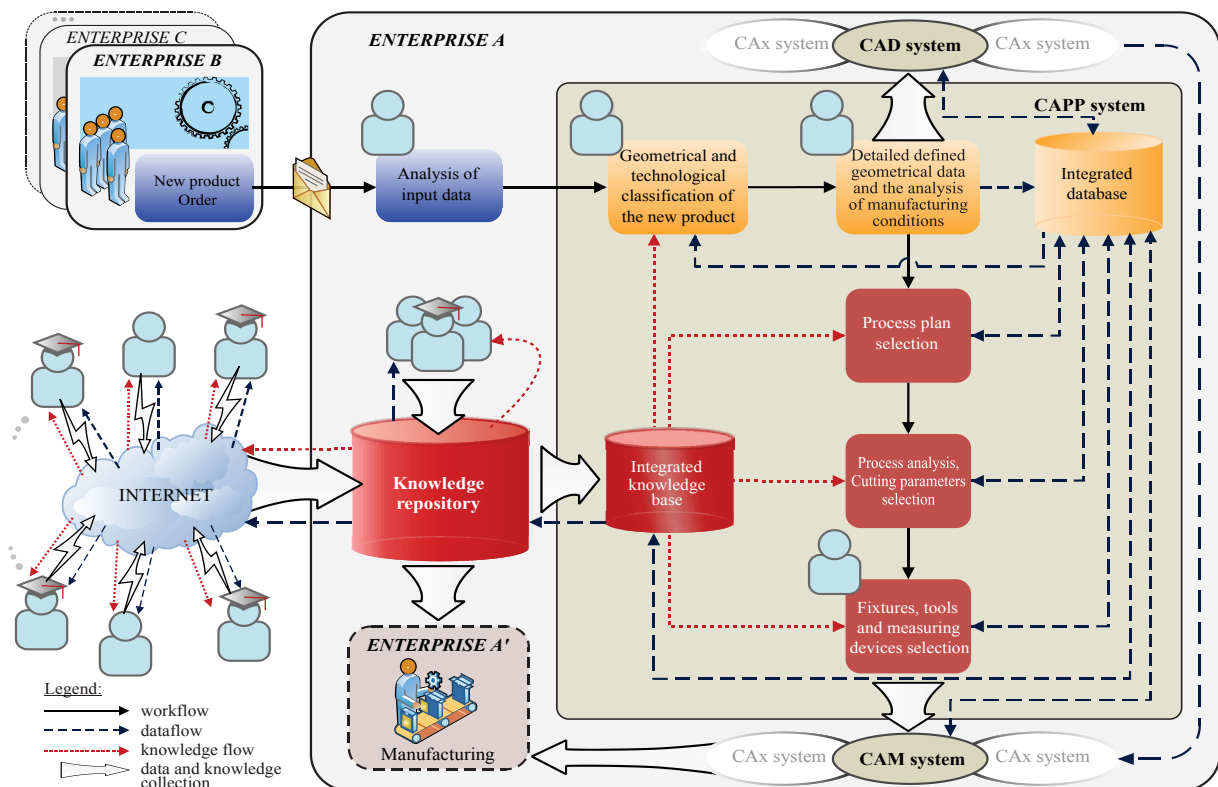 ENTERPRISE C
ENTERPRISE B
New product
Order
ENTERPRISE A
Analysis of
input data
CAx system
CAD system
CAx system
CAPP system
Geometrical and
technological
classification of
the new product
Detailed defined
geometrical data
and the analysis
of manufacturing
conditions
Integrated
database
Process plan
selection
Process analysis,
Cutting parameters
selection
Fixtures, tools
and measuring
devices selection
INTERNET
Knowledge
repository
Integrated
knowledge
base
ENTERPRISE A'
Manufacturing
CAx system
CAM system
CAx system
Legend:
workflow
dataflow
knowledge flow
data and knowledge
collection